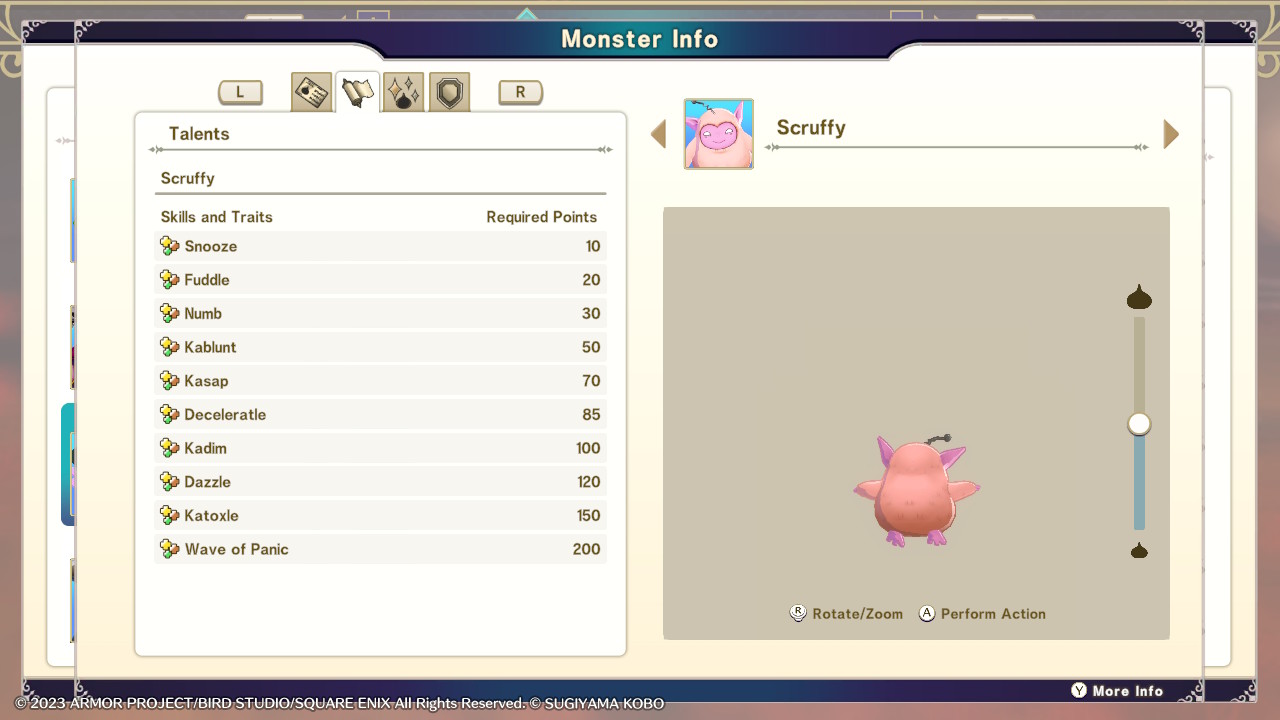 Monster Info
L
R
Talents
Scruffy
Scruffy
Skills and Traits Required Points
Snooze 10
Fuddle 20
Numb 30
Kablunt 50
Kasap 70
Deceleratle 85
Kadim 100
Dazzle 120
Katoxle 150
Wave of Panic 200
R Rotate/Zoom A Perform Action
Y More Info
© 2023 ARMOR PROJECT/BIRD STUDIO/SQUARE ENIX All Rights Reserved. © SUGIYAMA KOBO